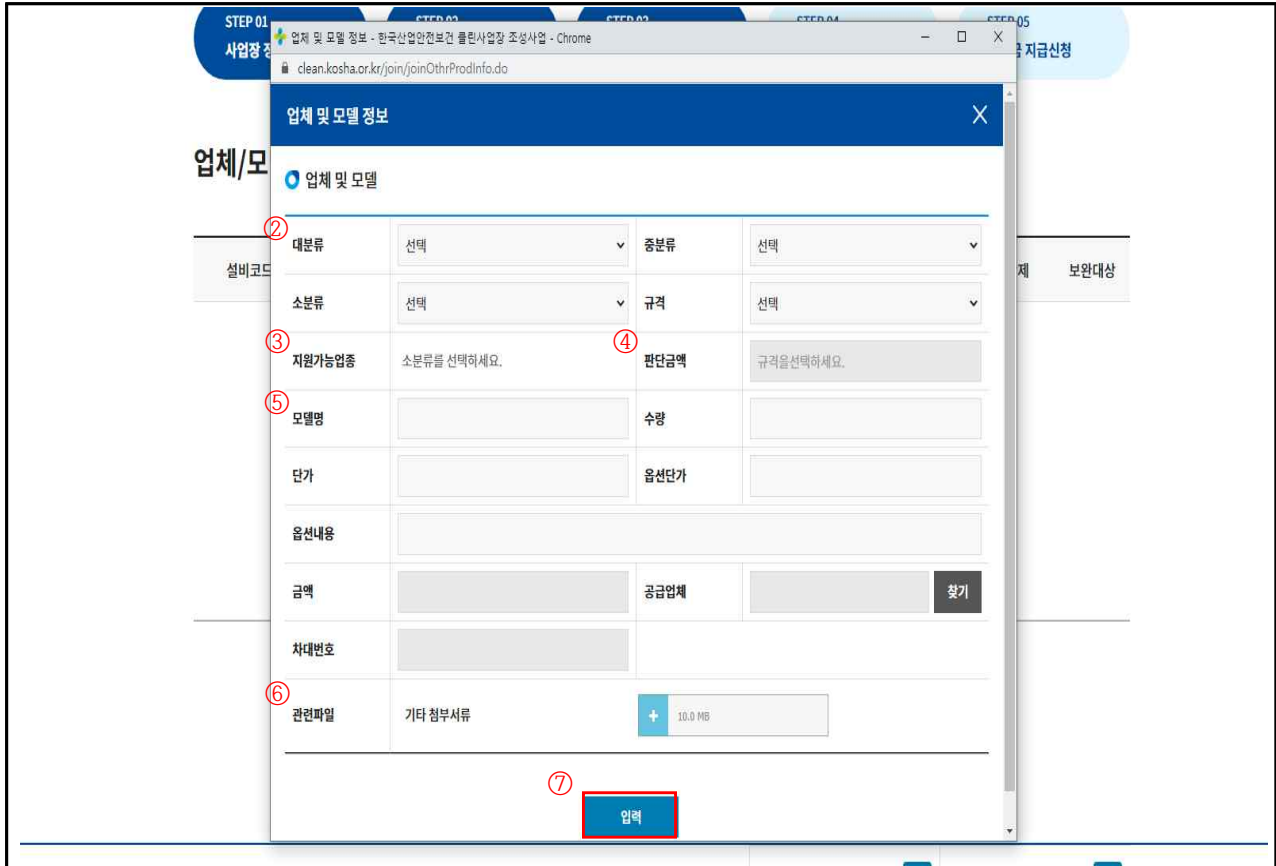 STEP 01
STEP 02
STEP 03
STEP 04
STEP 05
사업장 정
금 지급신청
업체 및 모델 정보 - 한국산업안전보건 클린사업장 조성사업 - Chrome
clean.kosha.or.kr/join/joinOthrProdInfo.do
업체 및 모델 정보 X
업체/모
업체 및 모델
설비코드
제
보완대상
② 대분류 선택 중분류 선택
소분류 선택 규격 선택
③ 지원가능업종 소분류를 선택하세요. ④ 판단금액 규격을선택하세요.
⑤ 모델명 수량
단가 옵션단가
옵션내용
금액 공급업체 찾기
차대번호
⑥ 관련파일 기타 첨부서류 + 10.0 MB
⑦ 입력